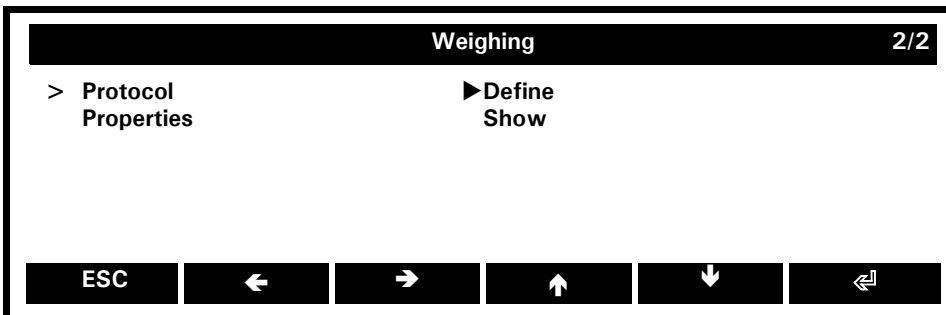 Weighing 2/2
> Protocol ▶Define
Properties Show
ESC ← → ↑ ↓ ↵